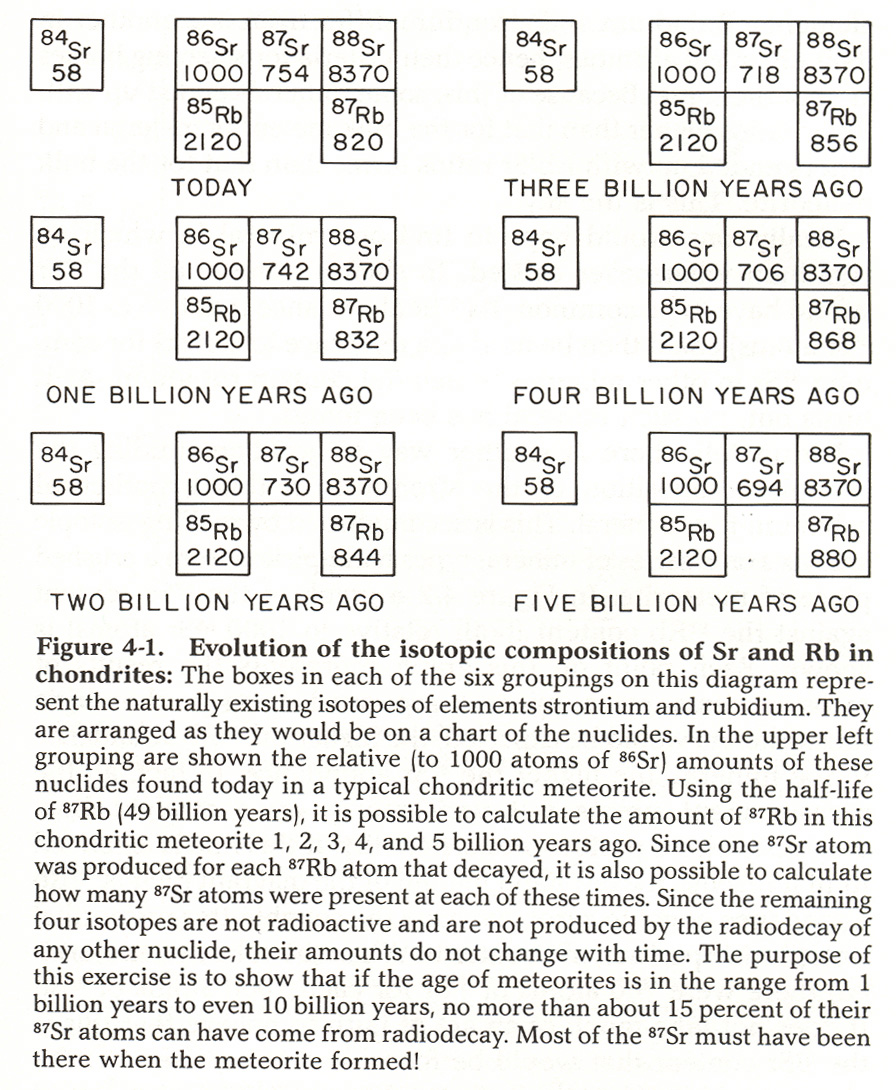 84Sr 86Sr 87Sr 88Sr 84Sr 86Sr 87Sr 88Sr
58 1000 754 8370 58 1000 718 8370
85Rb 87Rb 85Rb 87Rb
2120 820 2120 856
TODAY THREE BILLION YEARS AGO
84Sr 86Sr 87Sr 88Sr 84Sr 86Sr 87Sr 88Sr
58 1000 742 8370 58 1000 706 8370
85Rb 87Rb 85Rb 87Rb
2120 832 2120 868
ONE BILLION YEARS AGO FOUR BILLION YEARS AGO
84Sr 86Sr 87Sr 88Sr 84Sr 86Sr 87Sr 88Sr
58 1000 730 8370 58 1000 694 8370
85Rb 87Rb 85Rb 87Rb
2120 844 2120 880
TWO BILLION YEARS AGO FIVE BILLION YEARS AGO
Figure 4-1. Evolution of the isotopic compositions of Sr and Rb in
chondrites: The boxes in each of the six groupings on this diagram repre-
sent the naturally existing isotopes of elements strontium and rubidium. They
are arranged as they would be on a chart of the nuclides. In the upper left
grouping are shown the relative (to 1000 atoms of 86Sr) amounts of these
nuclides found today in a typical chondritic meteorite. Using the half-life
of 87Rb (49 billion years), it is possible to calculate the amount of 87Rb in this
chondritic meteorite 1, 2, 3, 4, and 5 billion years ago. Since one 87Sr atom
was produced for each 87Rb atom that decayed, it is also possible to calculate
how many 87Sr atoms were present at each of these times. Since the remaining
four isotopes are not radioactive and are not produced by the radiodecay of
any other nuclide, their amounts do not change with time. The purpose of
this exercise is to show that if the age of meteorites is in the range from 1
billion years to even 10 billion years, no more than about 15 percent of their
87Sr atoms can have come from radiodecay. Most of the 87Sr must have been
there when the meteorite formed!